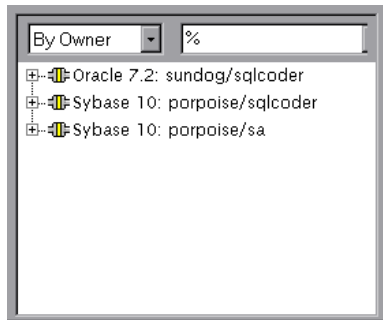 By Owner %
Oracle 7.2: sundog/sqlcoder
Sybase 10: porpoise/sqlcoder
Sybase 10: porpoise/sa